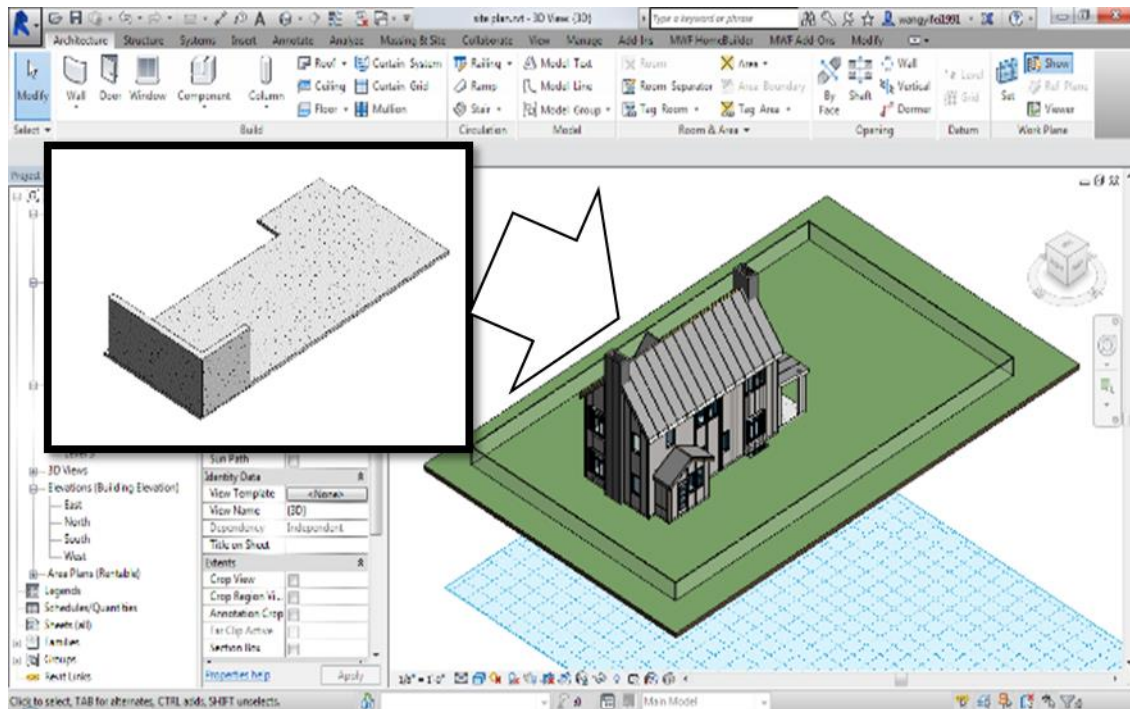 site plan.rvt - 3D View: {3D}
Type a keyword or phrase
wangyifei1991
Architecture Structure Systems Insert Annotate Analyze Massing & Site Collaborate View Manage Add-Ins MWF HomeBuilder MWF Add Ons Modify
Modify
Wall Door Window Component Column
Roof Curtain System
Ceiling Curtain Grid
Floor Mullion
Railing
Ramp
Stair
Model Text
Model Line
Model Group
Room
Room Separator
Tag Room
Area
Area Boundary
Tag Area
By Face
Shaft
Wall
Vertical
Dormer
Level
Grid
Set
Show
Ref Plane
Viewer
Select Build Circulation Model Room & Area Opening Datum Work Plane
3D Views
Elevations (Building Elevation)
East
North
South
West
Area Plans (Rentable)
Legends
Schedules/Quantities
Sheets (all)
Families
Groups
Revit Links
Sun Path
Identity Data
View Template <None>
View Name {3D}
Dependency Independent
Title on Sheet
Extents
Crop View
Crop Region Vi...
Annotation Crop
Far Clip Active
Section Box
Properties help Apply
1/8" = 1'-0"
Click to select, TAB for alternates, CTRL adds, SHIFT unselects.
:0
Main Model